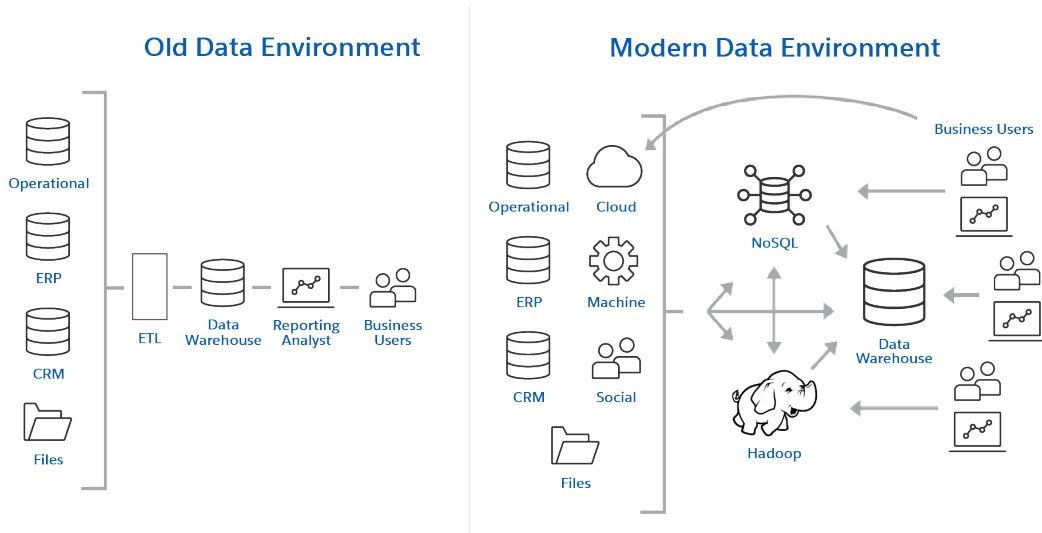 Old Data Environment
Operational
ERP
CRM
Files
ETL
Data
Warehouse
Reporting
Analyst
Business
Users
Modern Data Environment
Operational
Cloud
ERP
Machine
CRM
Social
Files
NoSQL
Hadoop
Data
Warehouse
Business Users